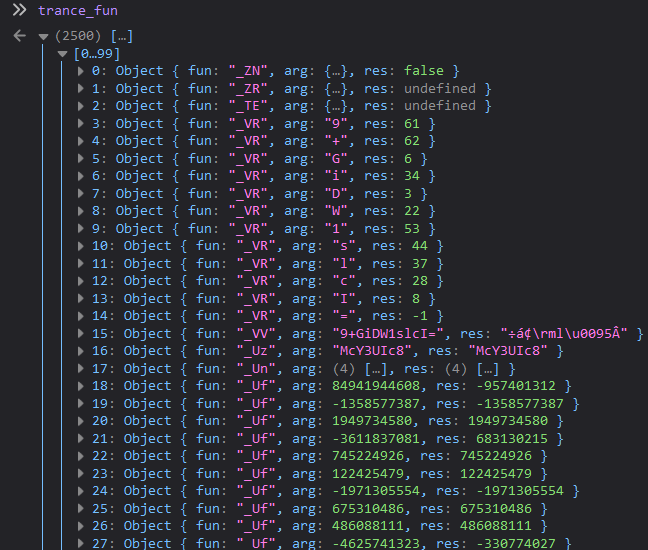 >> trance_fun
(2500) […]
[0…99]
0: Object { fun: "_ZN", arg: {…}, res: false }
1: Object { fun: "_ZR", arg: {…}, res: undefined }
2: Object { fun: "_TE", arg: {…}, res: undefined }
3: Object { fun: "_VR", arg: "9", res: 61 }
4: Object { fun: "_VR", arg: "+", res: 62 }
5: Object { fun: "_VR", arg: "G", res: 6 }
6: Object { fun: "_VR", arg: "i", res: 34 }
7: Object { fun: "_VR", arg: "D", res: 3 }
8: Object { fun: "_VR", arg: "W", res: 22 }
9: Object { fun: "_VR", arg: "1", res: 53 }
10: Object { fun: "_VR", arg: "s", res: 44 }
11: Object { fun: "_VR", arg: "l", res: 37 }
12: Object { fun: "_VR", arg: "c", res: 28 }
13: Object { fun: "_VR", arg: "I", res: 8 }
14: Object { fun: "_VR", arg: "=", res: -1 }
15: Object { fun: "_VV", arg: "9+GiDW1slcI=", res: "÷á¢\rml\u0095Â" }
16: Object { fun: "_Uz", arg: "McY3UIc8", res: "McY3UIc8" }
17: Object { fun: "_Un", arg: (4) […], res: (4) […] }
18: Object { fun: "_Uf", arg: 84941944608, res: -957401312 }
19: Object { fun: "_Uf", arg: -1358577387, res: -1358577387 }
20: Object { fun: "_Uf", arg: 1949734580, res: 1949734580 }
21: Object { fun: "_Uf", arg: -3611837081, res: 683130215 }
22: Object { fun: "_Uf", arg: 745224926, res: 745224926 }
23: Object { fun: "_Uf", arg: 122425479, res: 122425479 }
24: Object { fun: "_Uf", arg: -1971305554, res: -1971305554 }
25: Object { fun: "_Uf", arg: 675310486, res: 675310486 }
26: Object { fun: "_Uf", arg: 486088111, res: 486088111 }
27: Object { fun: "_Uf", arg: -4625741323, res: -330774027 }